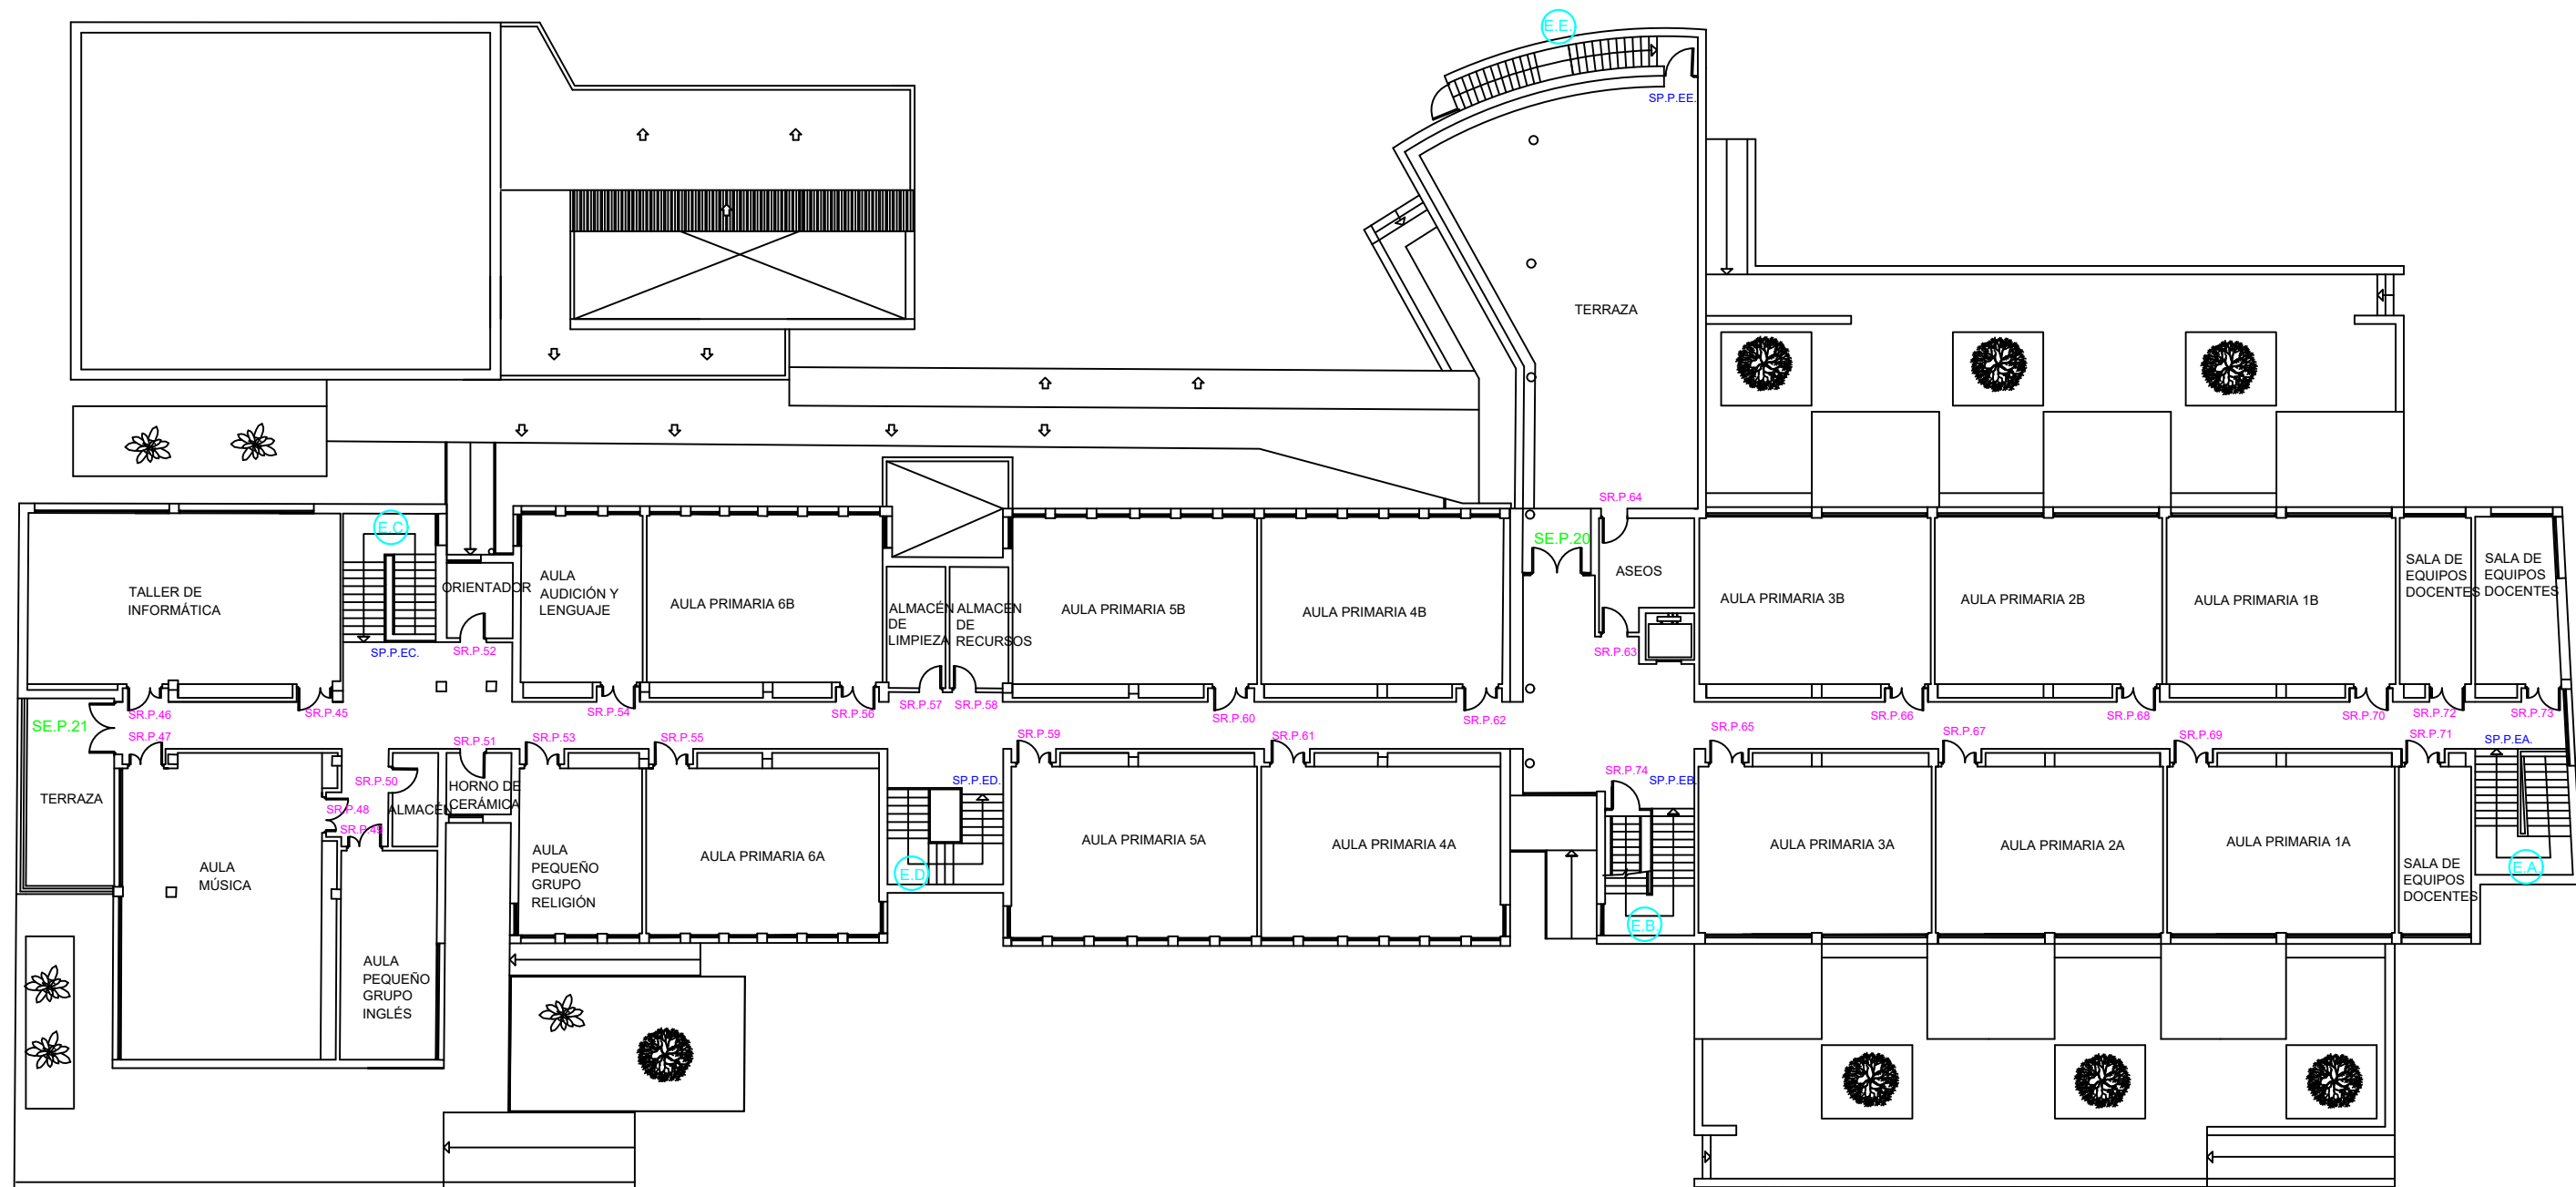 E.E.
SP.P.EE.
TERRAZA
SR.P.64
E.C.
SE.P.20
TALLER DE
INFORMÁTICA
ORIENTADOR
AULA
AUDICIÓN Y
LENGUAJE
AULA PRIMARIA 6B
ALMACÉN
DE
LIMPIEZA
ALMACEN
DE
RECURSOS
AULA PRIMARIA 5B
AULA PRIMARIA 4B
ASEOS
AULA PRIMARIA 3B
AULA PRIMARIA 2B
AULA PRIMARIA 1B
SALA DE
EQUIPOS
DOCENTES
SALA DE
EQUIPOS
DOCENTES
SP.P.EC.
SR.P.52
SR.P.63
SR.P.46
SR.P.45
SR.P.54
SR.P.56
SR.P.57
SR.P.58
SR.P.60
SR.P.62
SR.P.66
SR.P.68
SR.P.70
SR.P.72
SR.P.73
SE.P.21
SR.P.47
SR.P.51
SR.P.53
SR.P.55
SR.P.59
SR.P.61
SR.P.65
SR.P.67
SR.P.69
SR.P.71
SP.P.EA.
SR.P.50
SP.P.ED.
SR.P.74
SP.P.EB.
TERRAZA
SR.P.48
ALMACÉN
HORNO DE
CERÁMICA
SR.P.49
AULA
MÚSICA
AULA
PEQUEÑO
GRUPO
RELIGIÓN
AULA PRIMARIA 6A
E.D.
AULA PRIMARIA 5A
AULA PRIMARIA 4A
E.B.
AULA PRIMARIA 3A
AULA PRIMARIA 2A
AULA PRIMARIA 1A
SALA DE
EQUIPOS
DOCENTES
E.A.
AULA
PEQUEÑO
GRUPO
INGLÉS